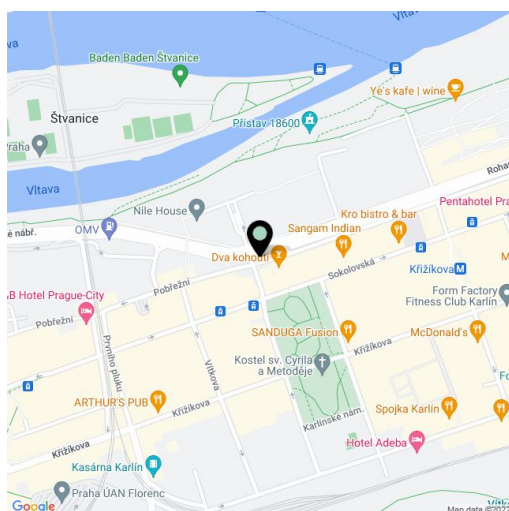 Vltava
Vltava
Baden Baden Štvanice
Ye's kafe | wine
Štvanice
Přístav 18600
Praha
Rohan
Vltava
Nile House
Pentahotel Pra
Kro bistro & bar
OMV
Sangam Indian
é nábř.
Dva kohouti
Sokolovská
Křižíkova
M
B Hotel Prague-City
Pobřežní
Form Factory
Fitness Club Karlín
Pobřežní
SANDUGA Fusion
McDonald's
Prvního pluku
Vítkova
Kostel sv. Cyrila
a Metoděje
Křižíkova
Fo
ARTHUR'S PUB
Křižíkova
Karlínské nám.
Spojka Karlín
Hotel Adeba
Křižíkova
Kasárna Karlín
Praha ÚAN Florenc
Google
Map data ©2022